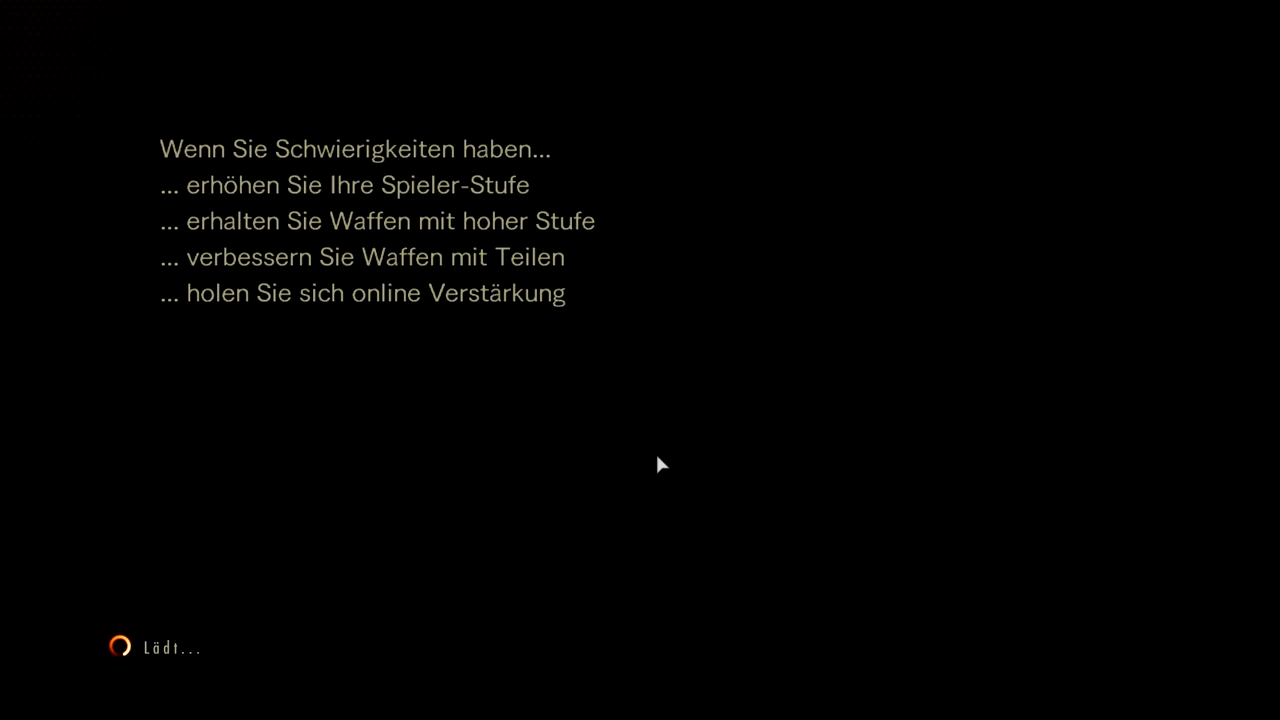 Wenn Sie Schwierigkeiten haben...
... erhöhen Sie Ihre Spieler-Stufe
... erhalten Sie Waffen mit hoher Stufe
... verbessern Sie Waffen mit Teilen
... holen Sie sich online Verstärkung
Lädt...